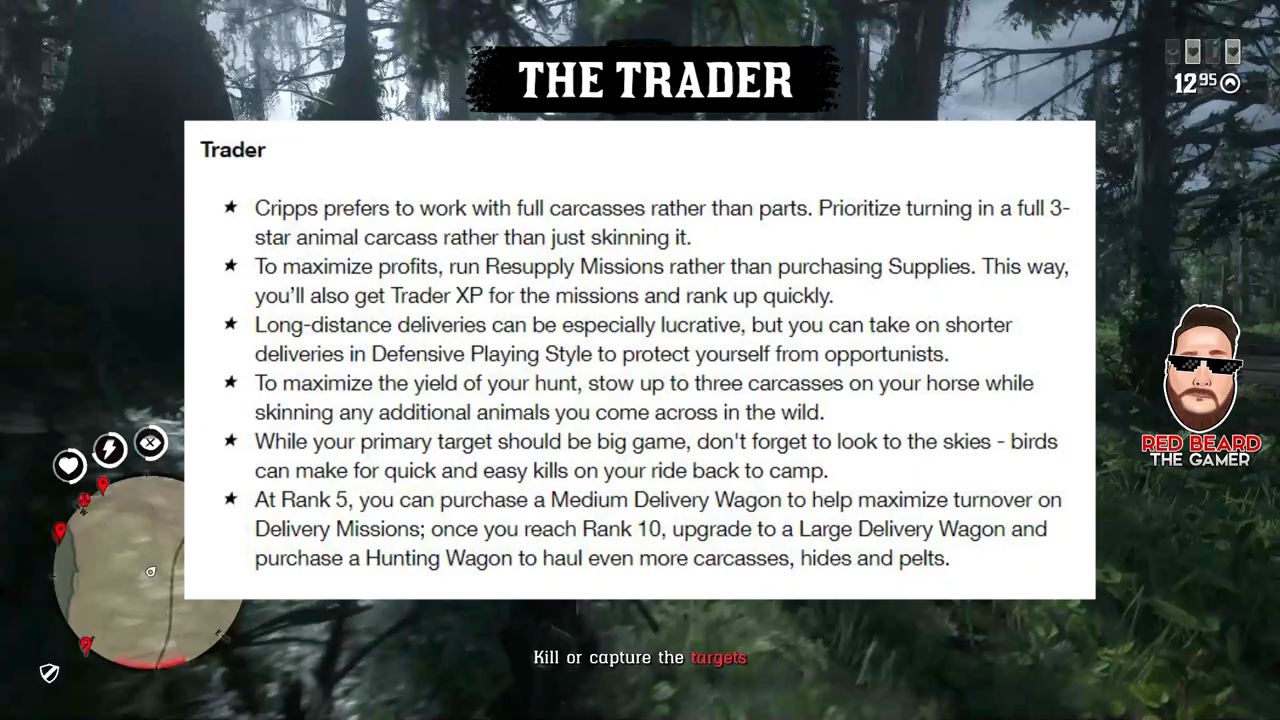 THE TRADER
12 95
Trader
★ Cripps prefers to work with full carcasses rather than parts. Prioritize turning in a full 3-
star animal carcass rather than just skinning it.
★ To maximize profits, run Resupply Missions rather than purchasing Supplies. This way,
you'll also get Trader XP for the missions and rank up quickly.
★ Long-distance deliveries can be especially lucrative, but you can take on shorter
deliveries in Defensive Playing Style to protect yourself from opportunists.
★ To maximize the yield of your hunt, stow up to three carcasses on your horse while
skinning any additional animals you come across in the wild.
★ While your primary target should be big game, don't forget to look to the skies - birds
can make for quick and easy kills on your ride back to camp.
★ At Rank 5, you can purchase a Medium Delivery Wagon to help maximize turnover on
Delivery Missions; once you reach Rank 10, upgrade to a Large Delivery Wagon and
purchase a Hunting Wagon to haul even more carcasses, hides and pelts.
RED BEARD
THE GAMER
Kill or capture the targets